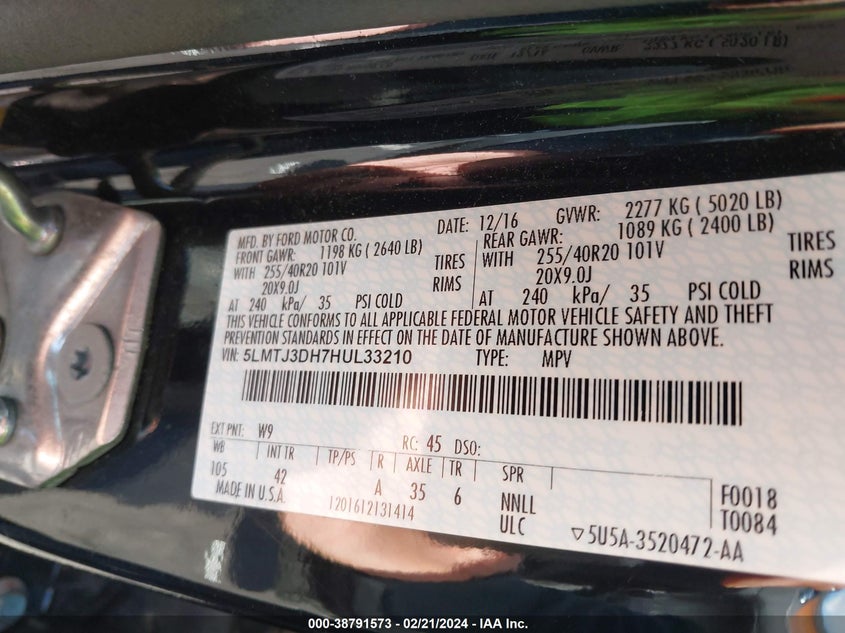 MFD. BY FORD MOTOR CO. DATE: 12/16 GVWR: 2277 KG ( 5020 LB)
FRONT GAWR: 1198 KG ( 2640 LB) REAR GAWR: 1089 KG ( 2400 LB)
WITH 255/40R20 101V TIRES WITH 255/40R20 101V TIRES
20X9.0J RIMS 20X9.0J RIMS
AT 240 kPa/ 35 PSI COLD AT 240 kPa/ 35 PSI COLD
THIS VEHICLE CONFORMS TO ALL APPLICABLE FEDERAL MOTOR VEHICLE SAFETY AND THEFT
PREVENTION STANDARDS IN EFFECT ON THE DATE OF MANUFACTURE SHOWN ABOVE.
VIN: 5LMTJ3DH7HUL33210 TYPE: MPV
EXT PNT: W9 RC: 45 DSO:
WB INT TR TP/PS R AXLE TR SPR
105 42 A 35 6 NNLL F0018
MADE IN U.S.A. 1201612131414 ULC T0084
5U5A-3520472-AA
000-38791573 / 02/21/2024 / IAA Inc.